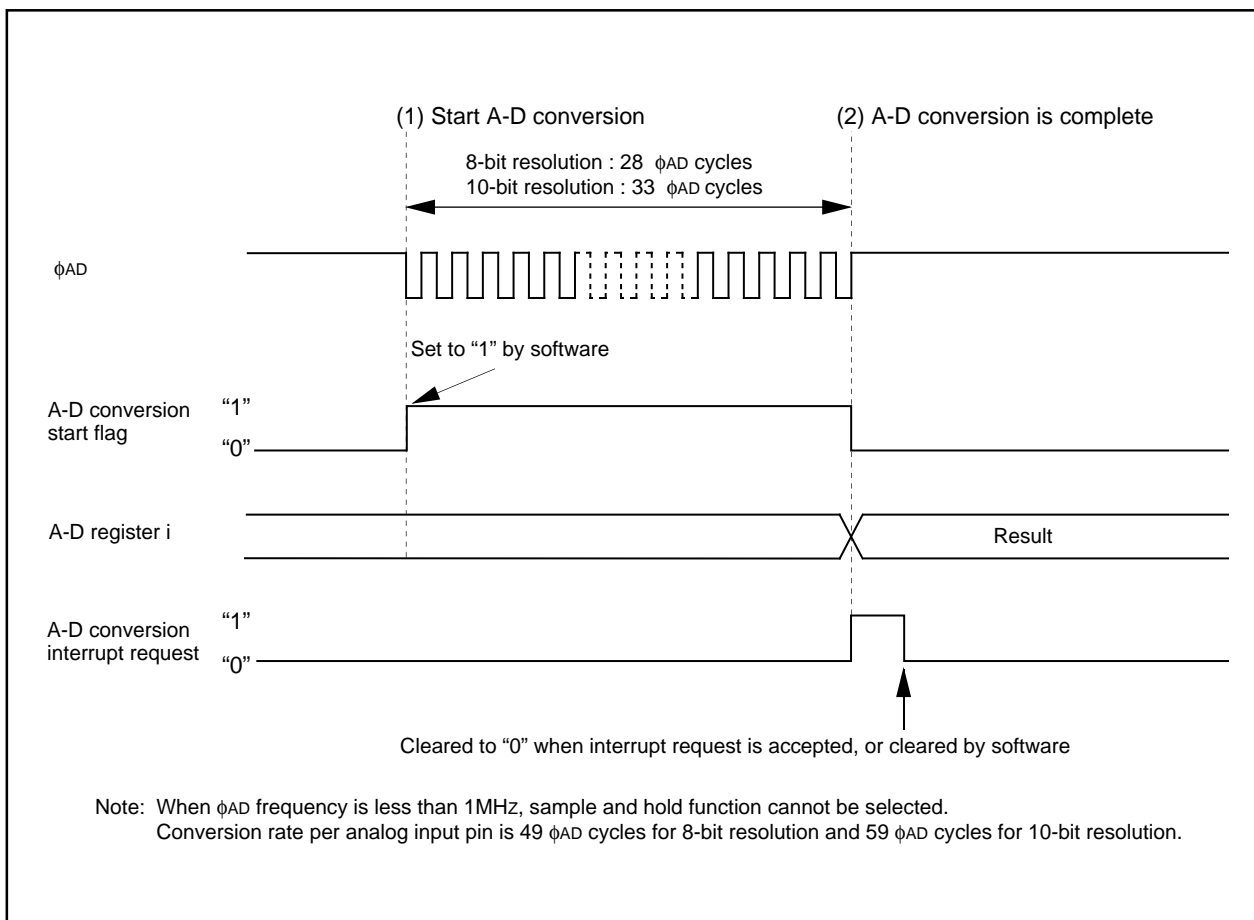 (1) Start A-D conversion
(2) A-D conversion is complete
8-bit resolution : 28 ϕAD cycles
10-bit resolution : 33 ϕAD cycles
ϕAD
Set to “1” by software
A-D conversion
start flag
“1”
“0”
A-D register i
Result
A-D conversion
interrupt request
“1”
“0”
Cleared to “0” when interrupt request is accepted, or cleared by software
Note: When ϕAD frequency is less than 1MHz, sample and hold function cannot be selected.
Conversion rate per analog input pin is 49 ϕAD cycles for 8-bit resolution and 59 ϕAD cycles for 10-bit resolution.